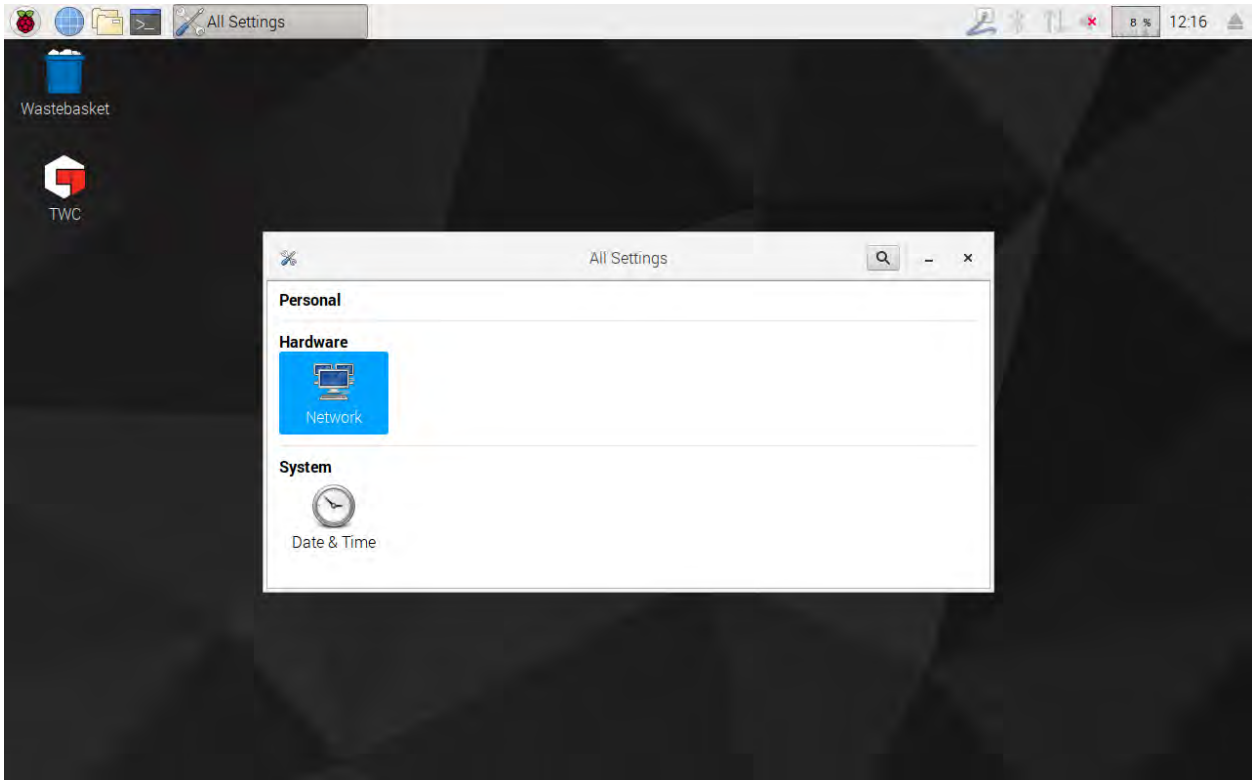 All Settings
8 %
12:16
Wastebasket
TWC
All Settings
Personal
Hardware
Network
System
Date & Time